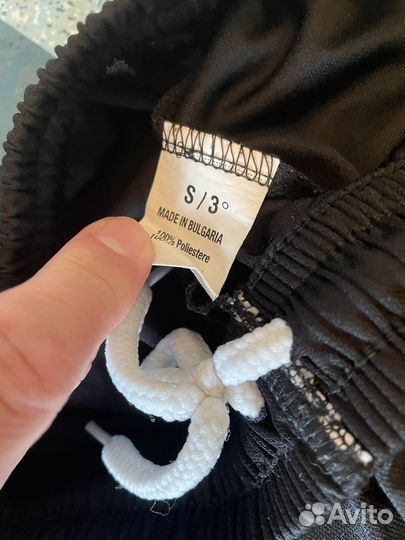 S / 3°
MADE IN BULGARIA
100% Poliestere
Avito